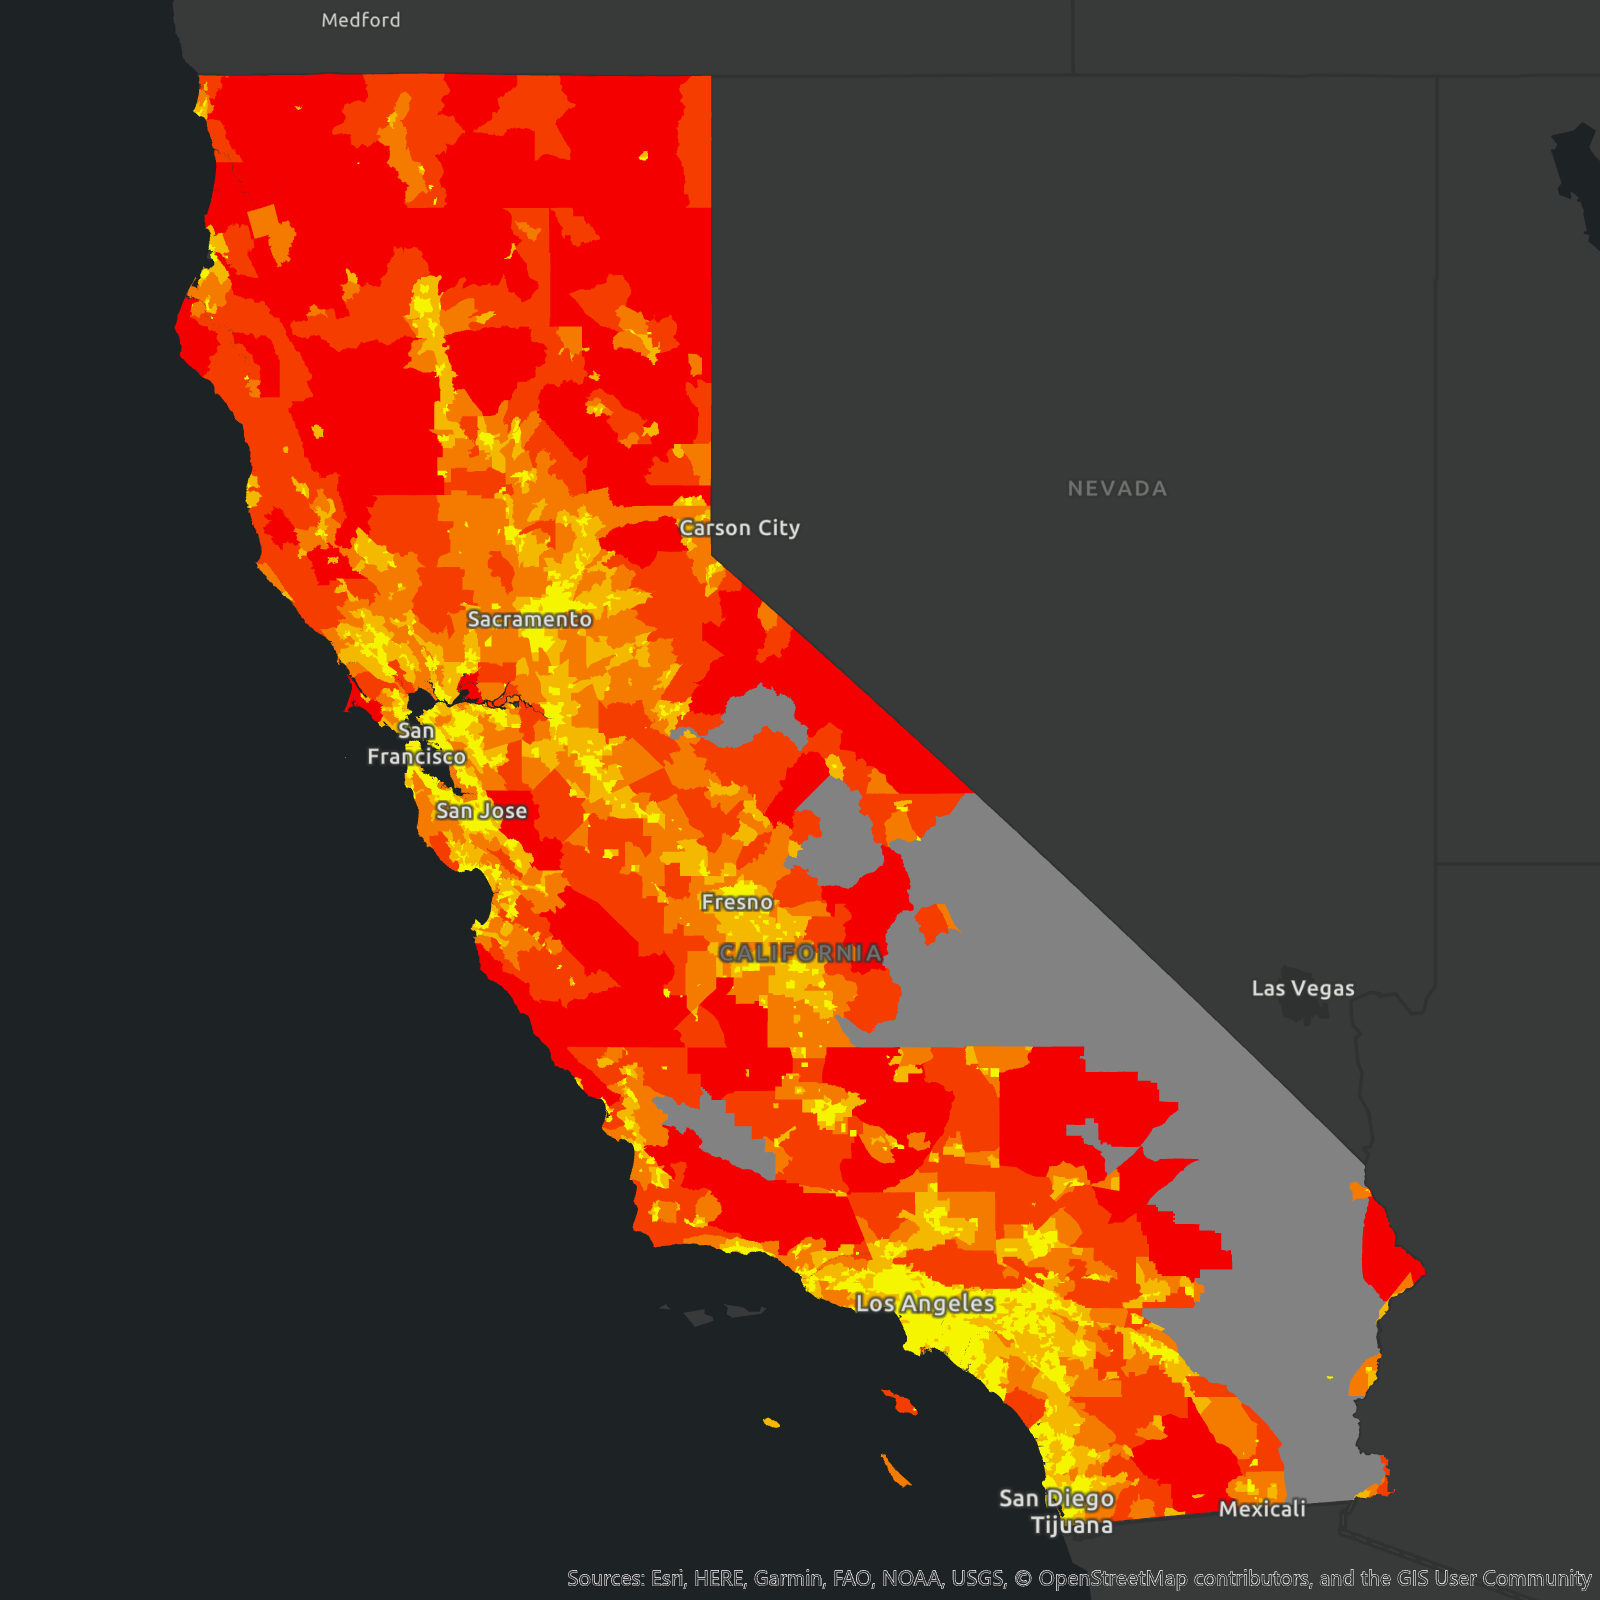 Medford
NEVADA
Carson City
Sacramento
San
Francisco
San Jose
Fresno
CALIFORNIA
Las Vegas
Los Angeles
San Diego
Tijuana
Mexicali
Sources: Esri, HERE, Garmin, FAO, NOAA, USGS, © OpenStreetMap contributors, and the GIS User Community